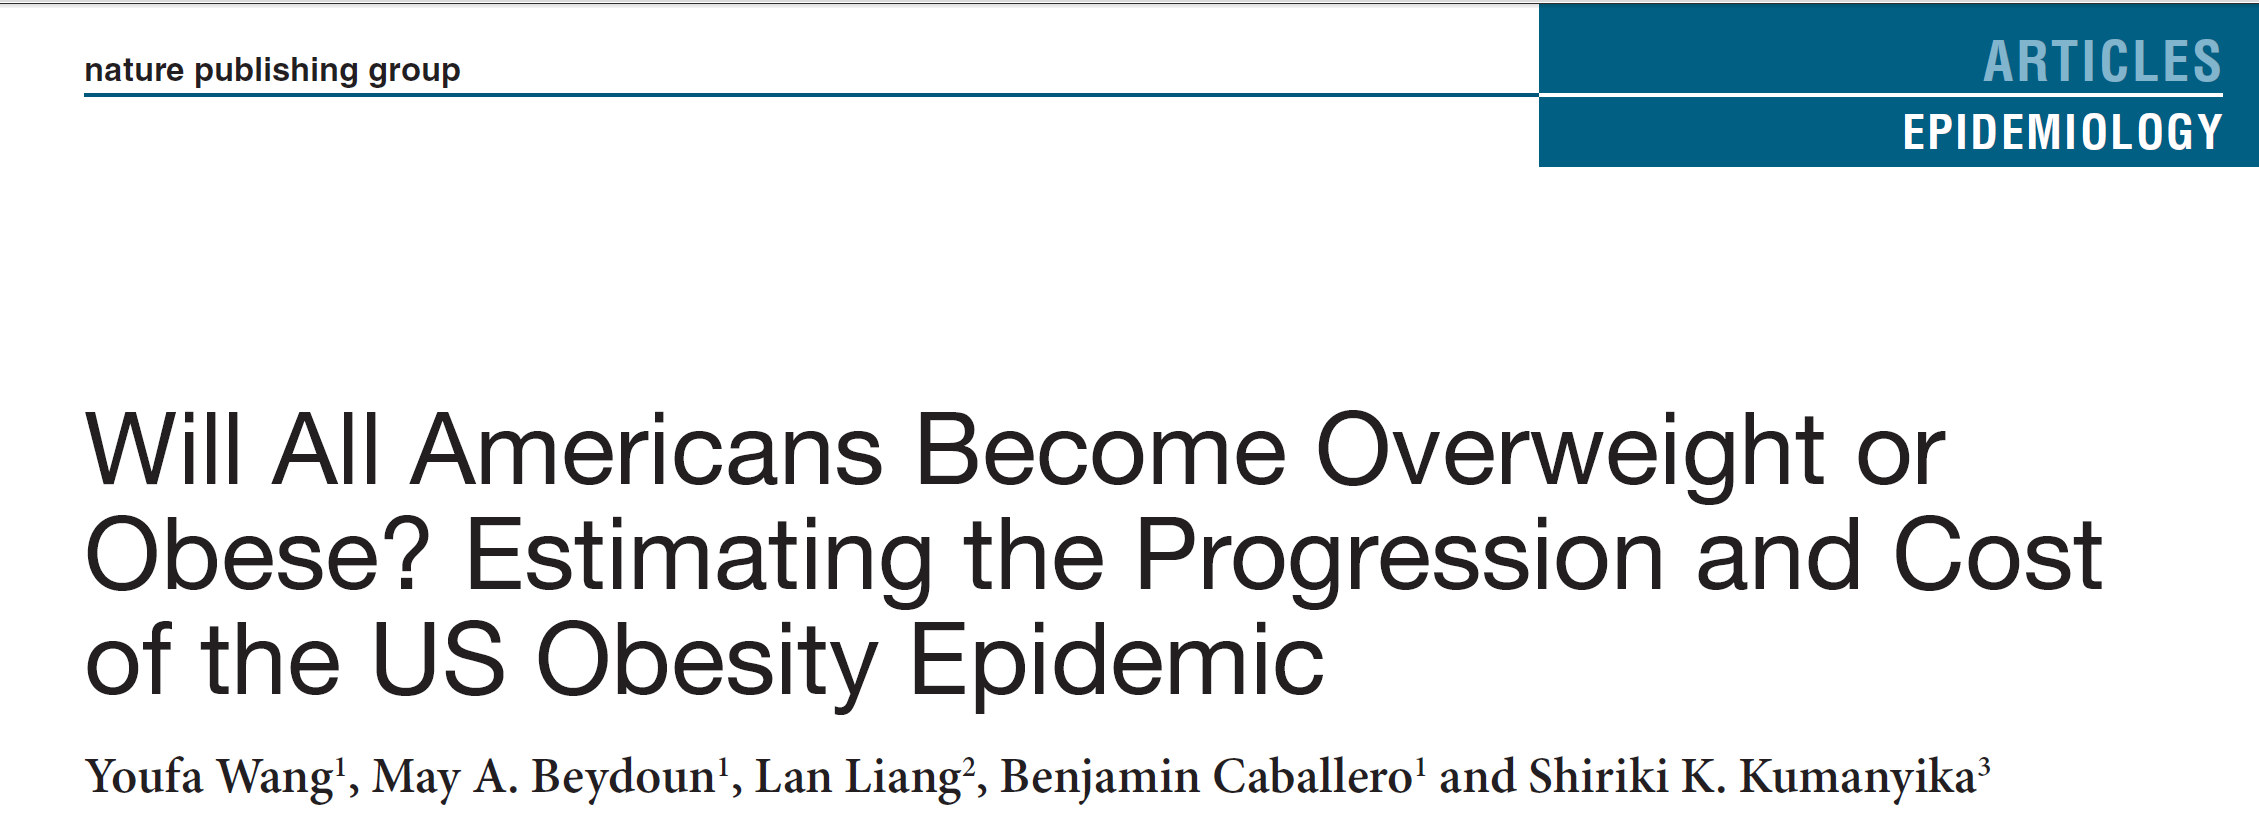 nature publishing group
ARTICLES
EPIDEMIOLOGY
Will All Americans Become Overweight or
Obese? Estimating the Progression and Cost
of the US Obesity Epidemic
Youfa Wang¹, May A. Beydoun¹, Lan Liang², Benjamin Caballero¹ and Shiriki K. Kumanyika³